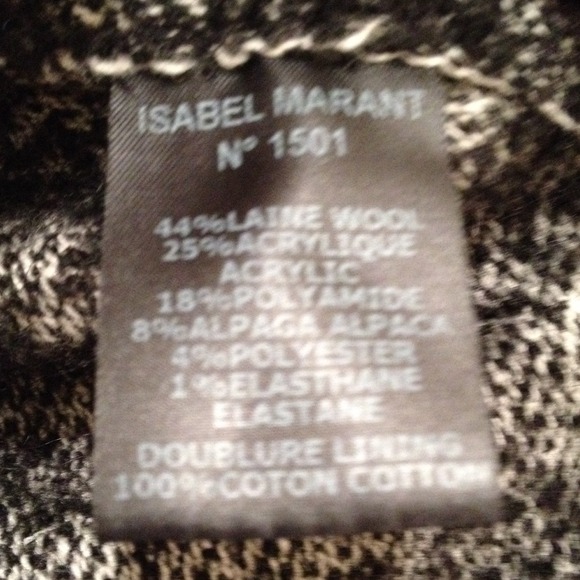 ISABEL MARANT
N° 1501
44%LAINE WOOL
25%ACRYLIQUE
ACRYLIC
18%POLYAMIDE
8%ALPAGA ALPACA
4%POLYESTER
1%ELASTHANE
ELASTANE
DOUBLURE LINING
100%COTON COTTON